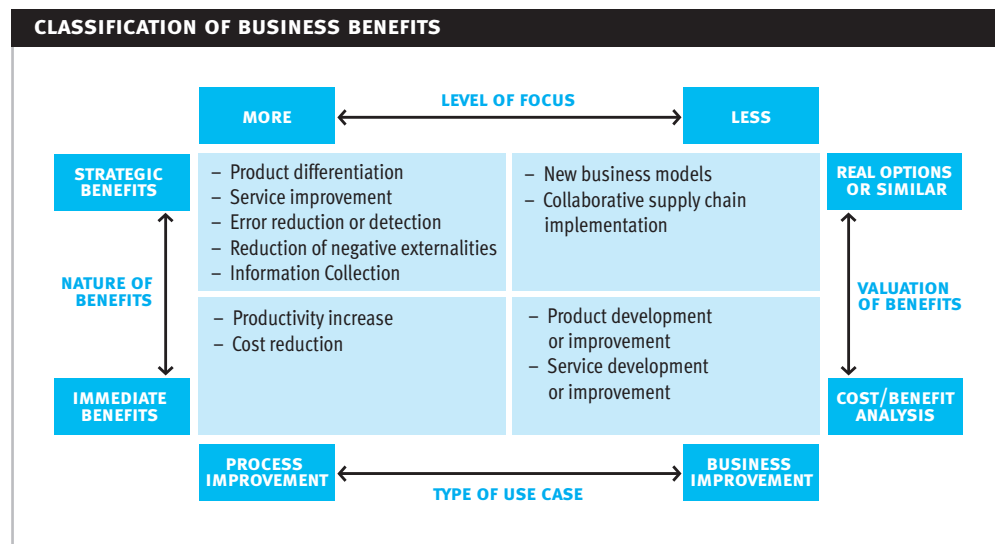 CLASSIFICATION OF BUSINESS BENEFITS
MORE
LEVEL OF FOCUS
LESS
STRATEGIC
BENEFITS
– Product differentiation
– Service improvement
– Error reduction or detection
– Reduction of negative externalities
– Information Collection
– New business models
– Collaborative supply chain
implementation
REAL OPTIONS
OR SIMILAR
NATURE OF
BENEFITS
VALUATION
OF BENEFITS
– Productivity increase
– Cost reduction
– Product development
or improvement
– Service development
or improvement
IMMEDIATE
BENEFITS
COST/BENEFIT
ANALYSIS
PROCESS
IMPROVEMENT
TYPE OF USE CASE
BUSINESS
IMPROVEMENT